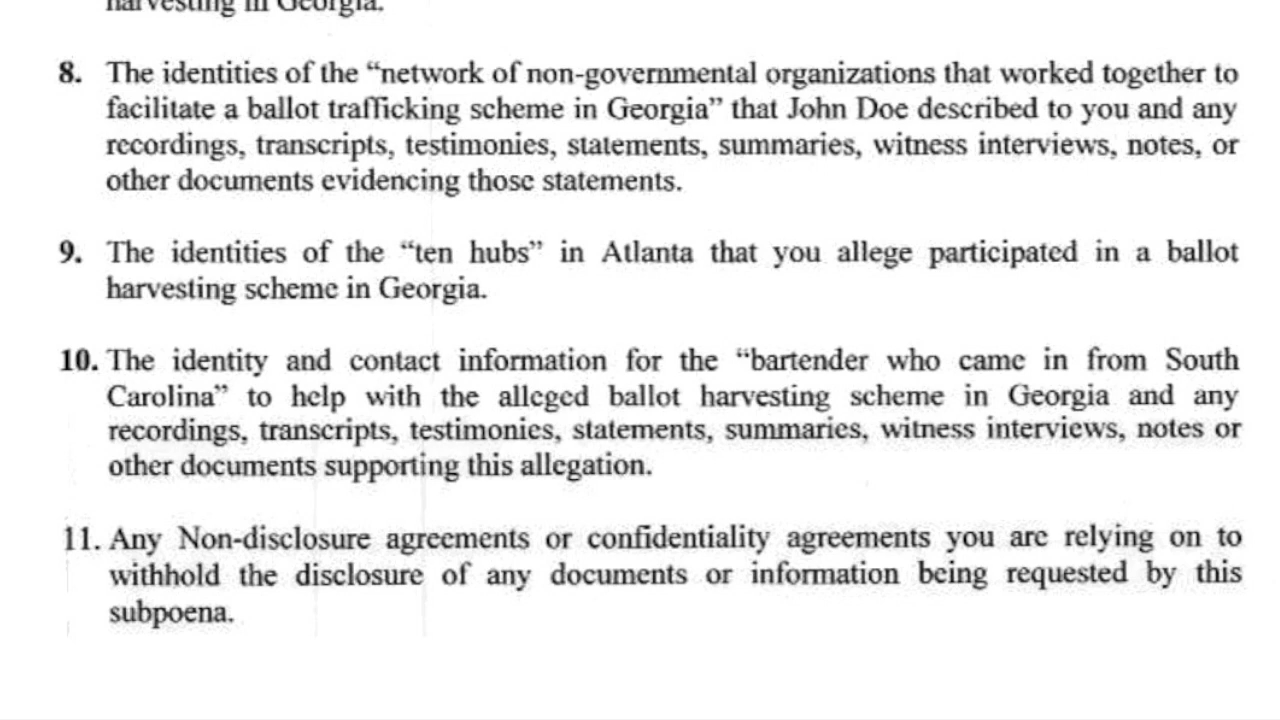 harvesting in Georgia.
8. The identities of the “network of non-governmental organizations that worked together to
facilitate a ballot trafficking scheme in Georgia” that John Doe described to you and any
recordings, transcripts, testimonies, statements, summaries, witness interviews, notes, or
other documents evidencing those statements.
9. The identities of the “ten hubs” in Atlanta that you allege participated in a ballot
harvesting scheme in Georgia.
10. The identity and contact information for the “bartender who came in from South
Carolina” to help with the alleged ballot harvesting scheme in Georgia and any
recordings, transcripts, testimonies, statements, summaries, witness interviews, notes or
other documents supporting this allegation.
11. Any Non-disclosure agreements or confidentiality agreements you are relying on to
withhold the disclosure of any documents or information being requested by this
subpoena.